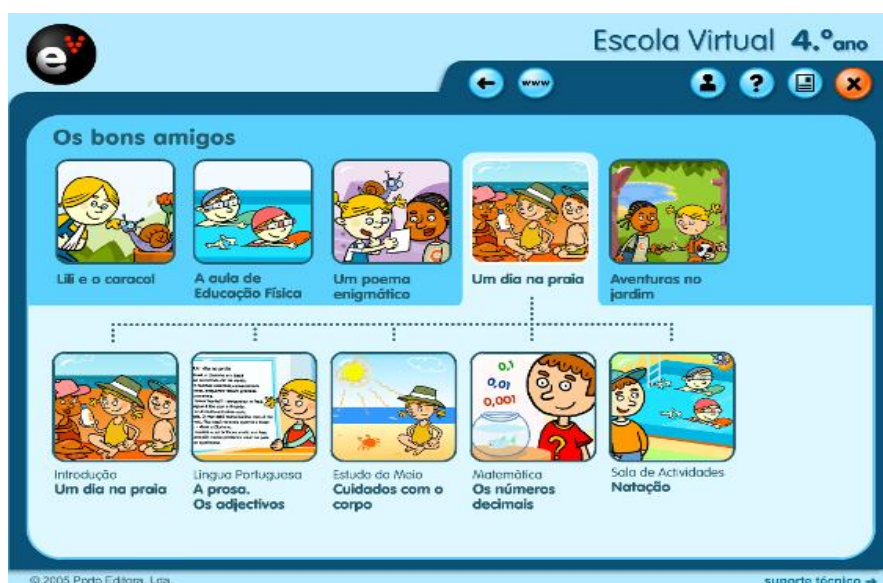 Escola Virtual 4.ºano
e
www
?
Os bons amigos
Lili e o caracol
A aula de
Educação Física
Um poema
enigmático
Um dia na praia
Aventuras no
jardim
0,1
0,01
0,001
?
Introdução
Um dia na praia
Língua Portuguesa
A prosa.
Os adjectivos
Estudo do Meio
Cuidados com o
corpo
Matemática
Os números
decimais
Sala de Actividades
Natação
© 2005 Porto Editora, Lda
suporte técnico